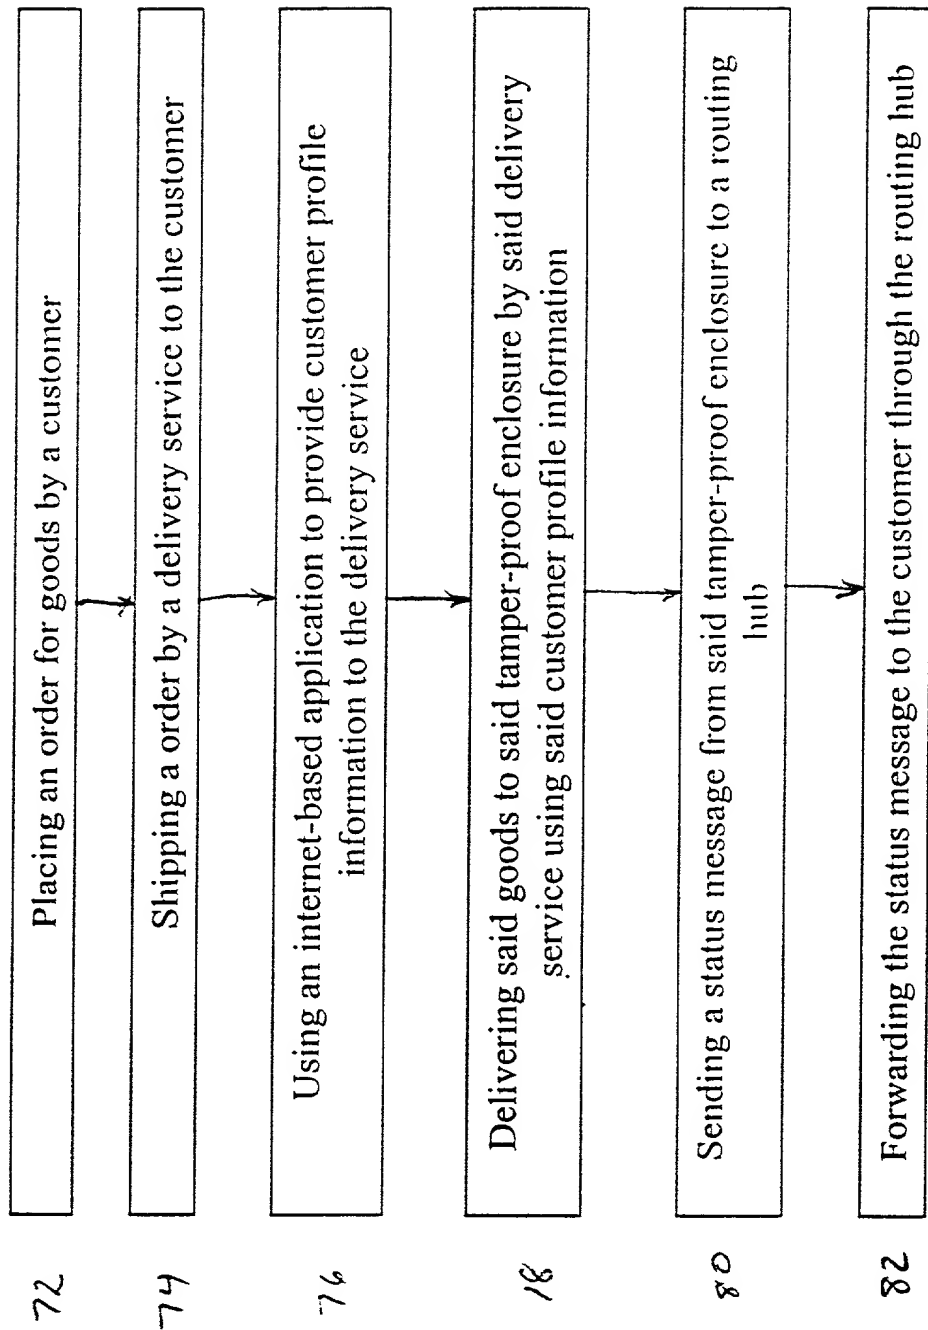 72
Placing an order for goods by a customer
74
Shipping a order by a delivery service to the customer
76
Using an internet-based application to provide customer profile
information to the delivery service
18
Delivering said goods to said tamper-proof enclosure by said delivery
service using said customer profile information
80
Sending a status message from said tamper-proof enclosure to a routing
hub
82
Forwarding the status message to the customer through the routing hub